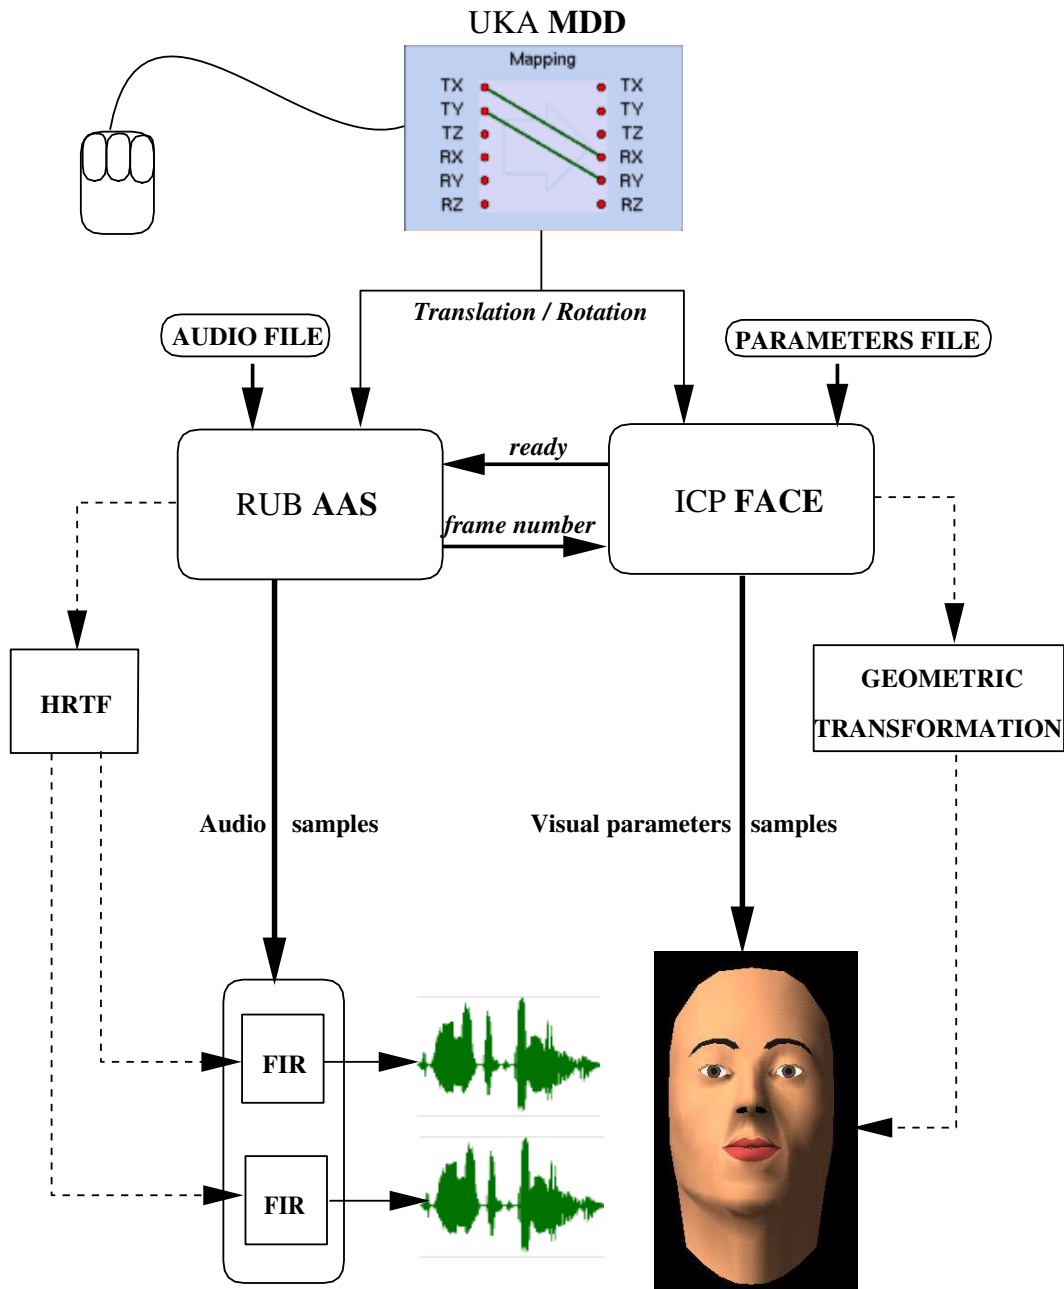 UKA MDD
Mapping
TX TX
TY TY
TZ TZ
RX RX
RY RY
RZ RZ
Translation / Rotation
AUDIO FILE
PARAMETERS FILE
ready
RUB AAS
ICP FACE
frame number
HRTF
GEOMETRIC
TRANSFORMATION
Audio samples
Visual parameters samples
FIR
FIR